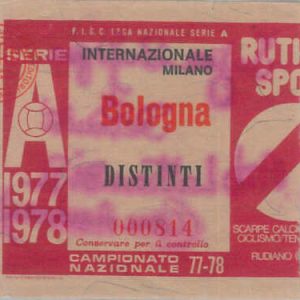 F.I.G.C. LEGA NAZIONALE SERIE A
SERIE
A
1977
1978
INTERNAZIONALE
MILANO
Bologna
DISTINTI
000814
Conservare per il controllo
CAMPIONATO
NAZIONALE 77-78
RUTI
SPO
SCARPE CALCI
CICLISMO TEN
RUDIANO